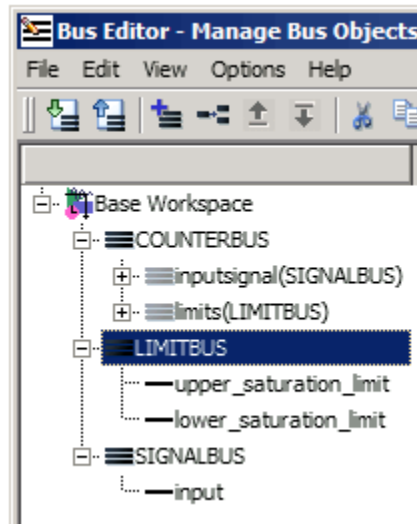 Bus Editor - Manage Bus Objects
File Edit View Options Help
Base Workspace
COUNTERBUS
inputsignal(SIGNALBUS)
limits(LIMITBUS)
LIMITBUS
upper_saturation_limit
lower_saturation_limit
SIGNALBUS
input